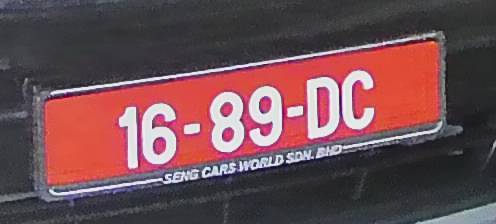 16-89-DC
SENG CARS WORLD SDN. BHD